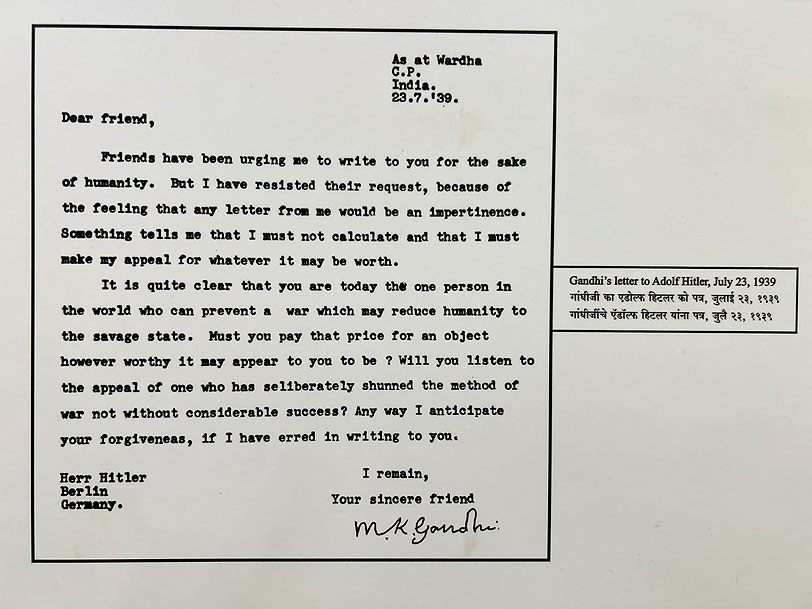 As at Wardha
C.P.
India.
23.7.'39.
Dear friend,
Friends have been urging me to write to you for the sake
of humanity. But I have resisted their request, because of
the feeling that any letter from me would be an impertinence.
Something tells me that I must not calculate and that I must
make my appeal for whatever it may be worth.
It is quite clear that you are today the one person in
the world who can prevent a war which may reduce humanity to
the savage state. Must you pay that price for an object
however worthy it may appear to you to be ? Will you listen to
the appeal of one who has seliberately shunned the method of
war not without considerable success? Any way I anticipate
your forgiveneas, if I have erred in writing to you.
Herr Hitler
Berlin
Germany.
I remain,
Your sincere friend
M.K.Gandhi.
Gandhi's letter to Adolf Hitler, July 23, 1939
गांधीजी का एडोल्फ हिटलर को पत्र, जुलाई २३, १९३९
गांधीजींचे ऍडॉल्फ हिटलर यांना पत्र, जुलै २३, १९३९